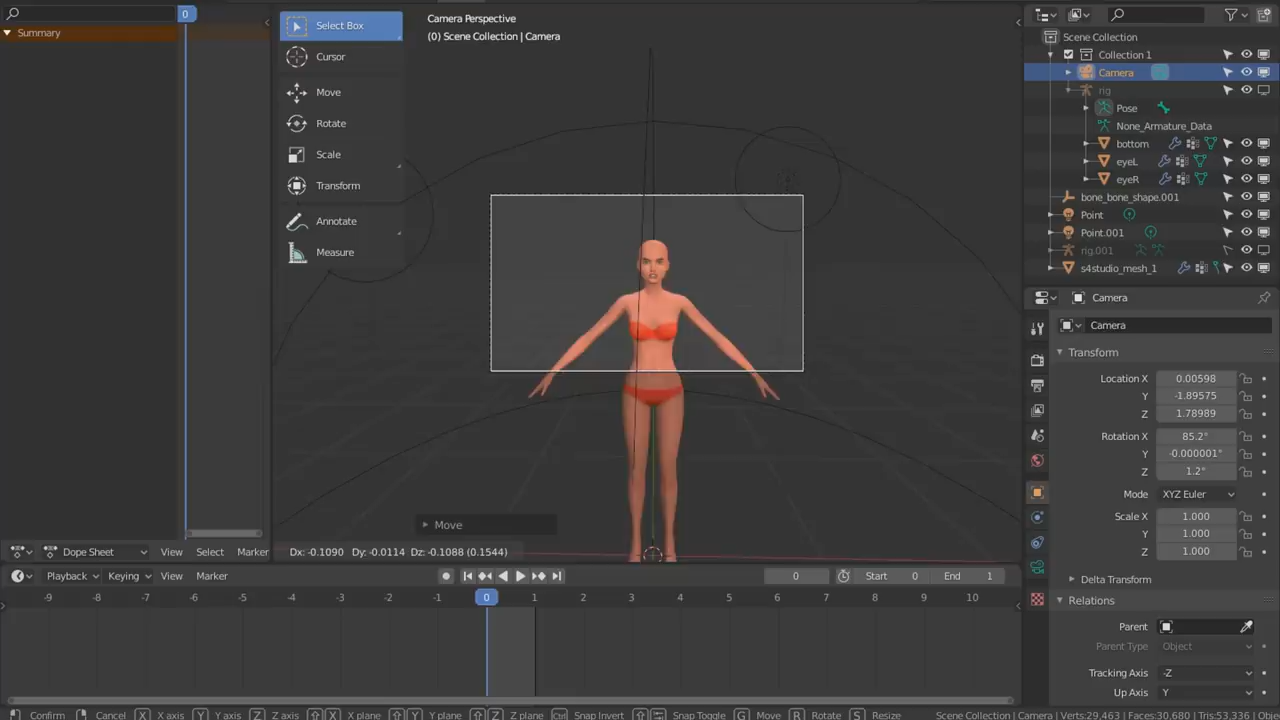 0
Summary
Select Box
Cursor
Move
Rotate
Scale
Transform
Annotate
Measure
Camera Perspective
(0) Scene Collection | Camera
Move
Dx: -0.1090 Dy: -0.0114 Dz: -0.1088 (0.1544)
Dope Sheet
View
Select
Marker
Playback
Keying
View
Marker
0
Start
0
End
1
-9
-8
-7
-6
-5
-4
-3
-2
-1
0
1
2
3
4
5
6
7
8
9
10
Scene Collection
Collection 1
Camera
rig
Pose
None_Armature_Data
bottom
eyeL
eyeR
bone_bone_shape.001
Point
Point.001
rig.001
s4studio_mesh_1
Camera
Camera
Transform
Location X 0.00598
Y -1.89575
Z 1.78989
Rotation X 85.2°
Y -0.000001°
Z 1.2°
Mode XYZ Euler
Scale X 1.000
Y 1.000
Z 1.000
Delta Transform
Relations
Parent
Parent Type Object
Tracking Axis -Z
Up Axis Y
Confirm Cancel X X axis Y Y axis Z Z axis X X plane Y Y plane Z Z plane Snap Invert Snap Toggle G Move R Rotate S Resize
Scene Collection | Camera | Verts:29,463 | Faces:30,680 | Tris:53,336 | Obje